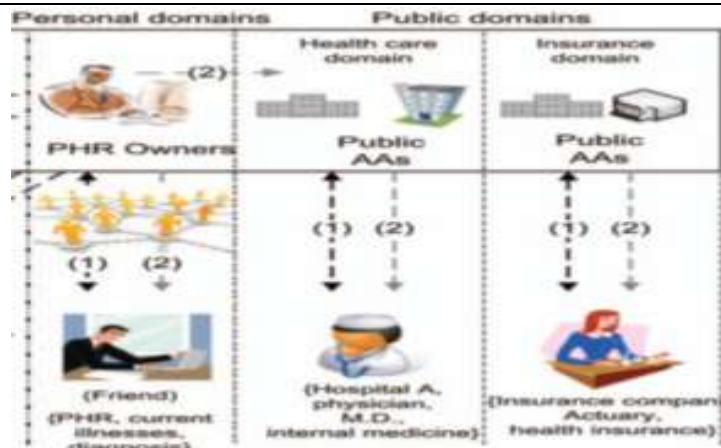 Personal domains
Public domains
Health care
domain
Insurance
domain
(2)
PHR Owners
Public
AAs
Public
AAs
(1) (2)
(1) (2)
(1) (2)
(Friend)
(PHR, current
illnesses,
diagnosis)
(Hospital A,
physician,
M.D.,
internal medicine)
(Insurance compan
Actuary,
health insurance)